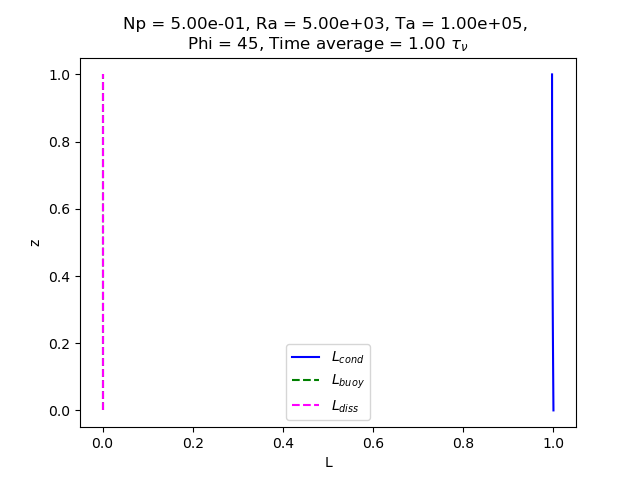 Np = 5.00e-01, Ra = 5.00e+03, Ta = 1.00e+05,
Phi = 45, Time average = 1.00 τ_ν
1.0
0.8
0.6
0.4
0.2
0.0
z
L_cond
L_buoy
L_diss
0.0 0.2 0.4 0.6 0.8 1.0
L